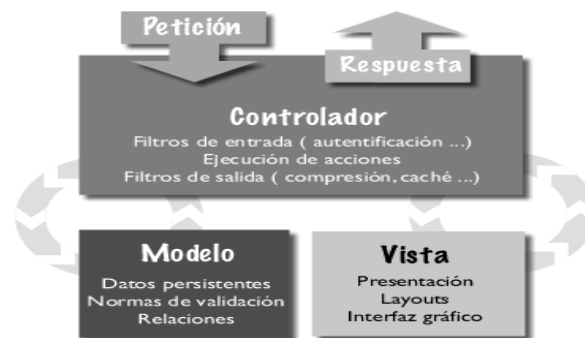 Petición
Respuesta
Controlador
Filtros de entrada ( autentificación ...)
Ejecución de acciones
Filtros de salida ( compresión, caché ...)
Modelo
Datos persistentes
Normas de validación
Relaciones
Vista
Presentación
Layouts
Interfaz gráfico